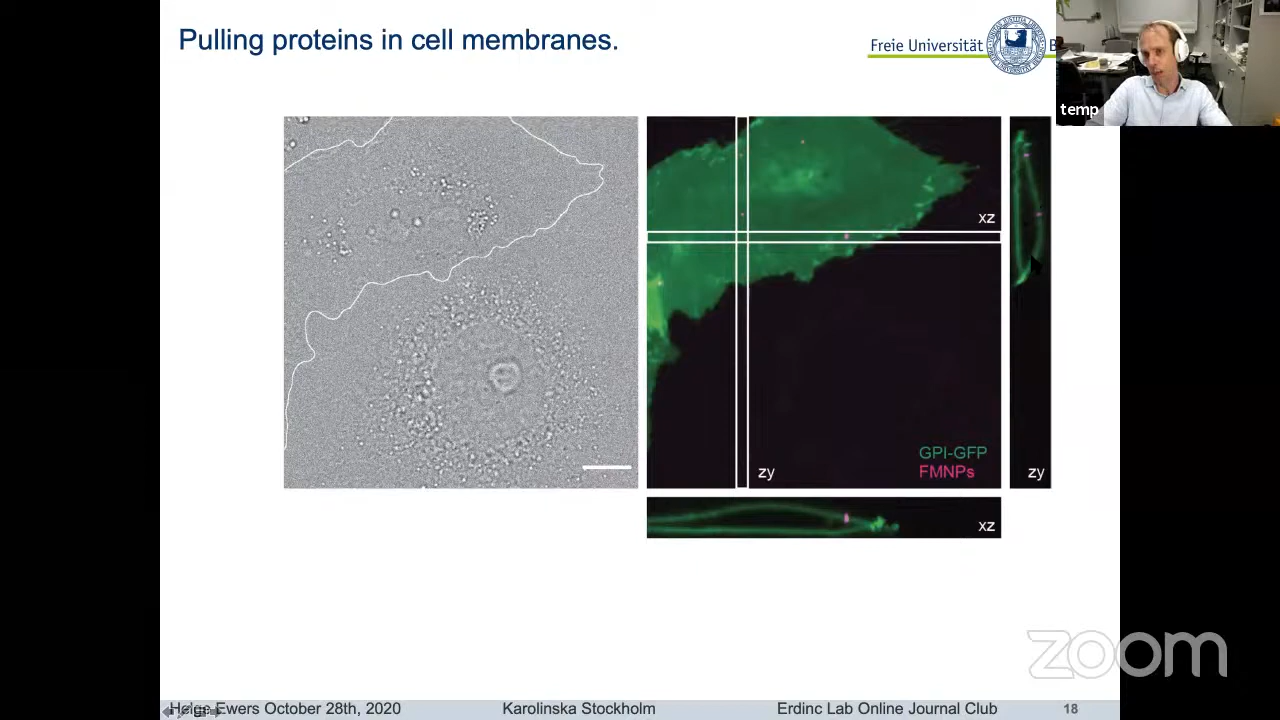 Pulling proteins in cell membranes.
Freie Universität
B
temp
xz
GPI-GFP
FMNPs
zy
zy
xz
zoom
Helge Ewers October 28th, 2020
Karolinska Stockholm
Erdinc Lab Online Journal Club
18